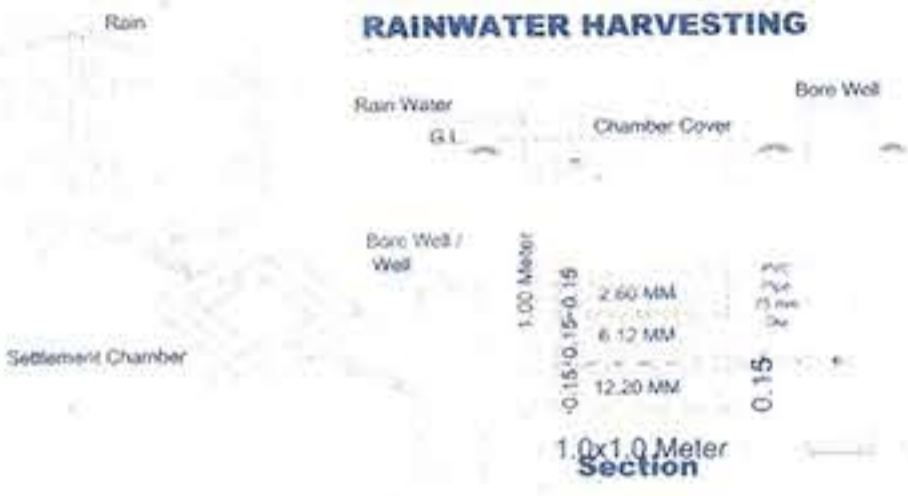 Rain
RAINWATER HARVESTING
Bore Well
Rain Water
G.L.
Chamber Cover
Bore Well /
Well
1.00 Meter
0.15
0.15
0.15
2.60 MM
6.12 MM
12.20 MM
75 mm
0.15
Settlement Chamber
1.0x1.0 Meter
Section